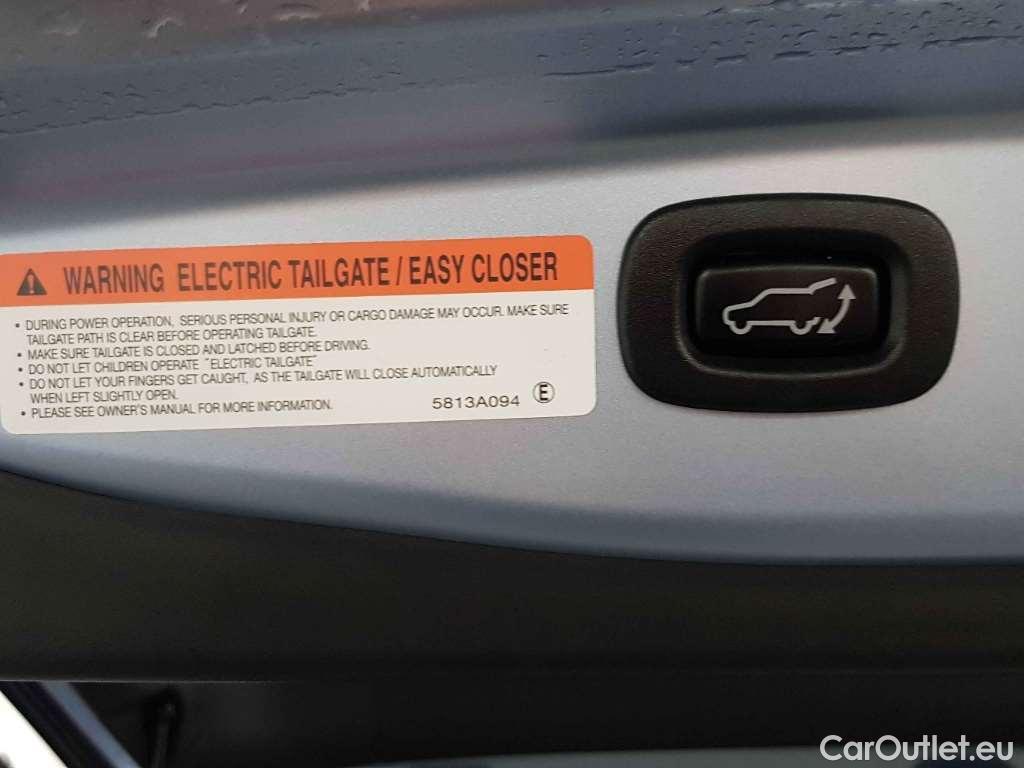 WARNING ELECTRIC TAILGATE / EASY CLOSER
• DURING POWER OPERATION, SERIOUS PERSONAL INJURY OR CARGO DAMAGE MAY OCCUR. MAKE SURE
TAILGATE PATH IS CLEAR BEFORE OPERATING TAILGATE.
• MAKE SURE TAILGATE IS CLOSED AND LATCHED BEFORE DRIVING.
• DO NOT LET CHILDREN OPERATE "ELECTRIC TAILGATE"
• DO NOT LET YOUR FINGERS GET CAUGHT, AS THE TAILGATE WILL CLOSE AUTOMATICALLY
WHEN LEFT SLIGHTLY OPEN.
• PLEASE SEE OWNER'S MANUAL FOR MORE INFORMATION. 5813A094 Ⓔ
CarOutlet.eu